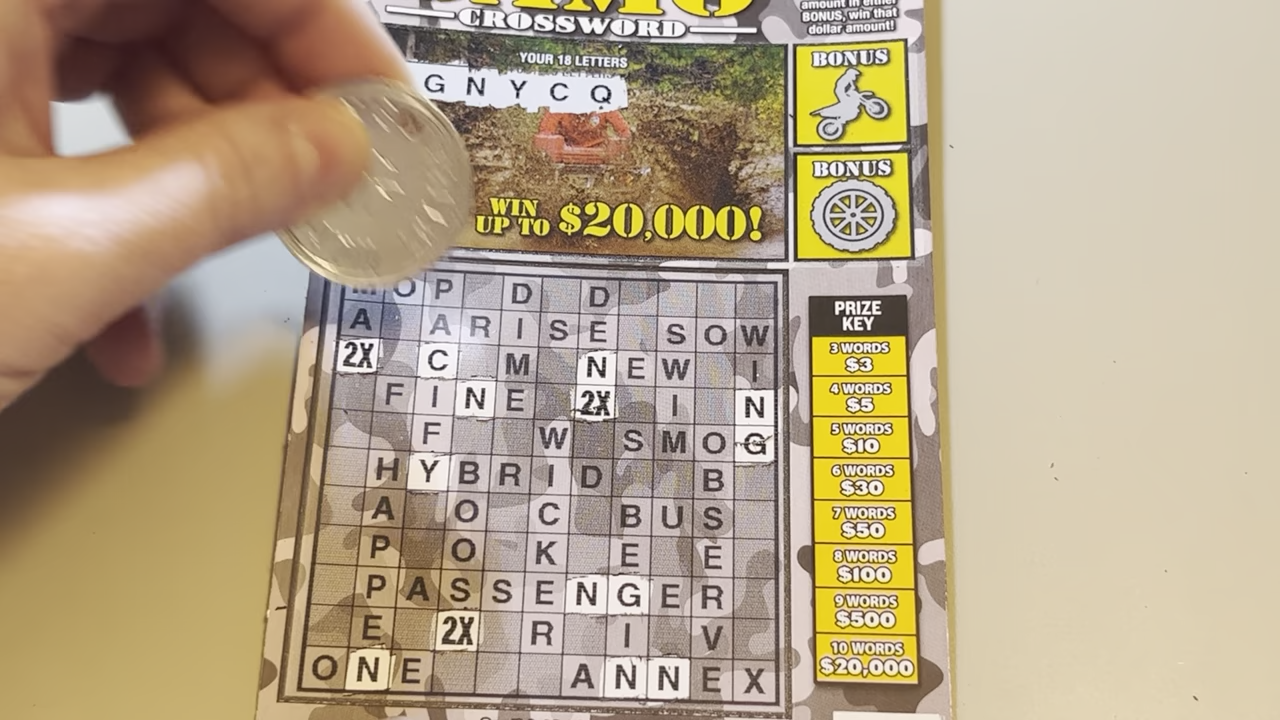 CROSSWORD
amount in either
BONUS, win that
dollar amount!
YOUR 18 LETTERS
G N Y C Q
BONUS
BONUS
WIN
UP TO $20,000!
M O P D D
A A R I S E S O W
2X C M N E W I
F I N E 2X I N
F W S M O G
H Y B R I D B
A O C B U S
P O K E E
P A S S E N G E R
E 2X R I V
O N E A N N E X
PRIZE
KEY
3 WORDS
$3
4 WORDS
$5
5 WORDS
$10
6 WORDS
$30
7 WORDS
$50
8 WORDS
$100
9 WORDS
$500
10 WORDS
$20,000